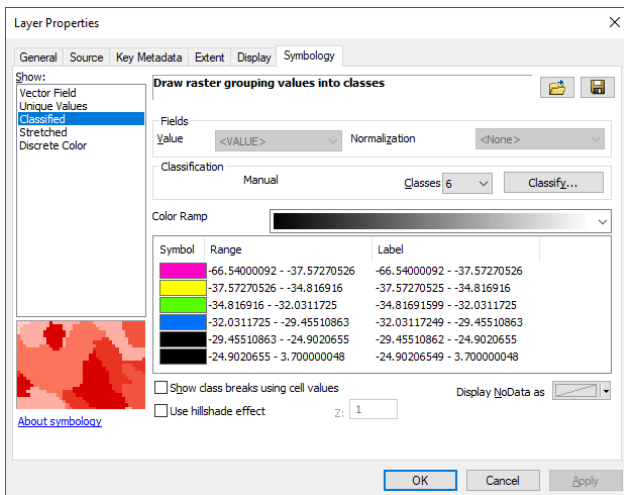 Layer Properties
General Source Key Metadata Extent Display Symbology
Show:
Vector Field
Unique Values
Classified
Stretched
Discrete Color
About symbology
Draw raster grouping values into classes
Fields
Value <VALUE> Normalization <None>
Classification
Manual Classes 6 Classify...
Color Ramp
Symbol Range Label
-66.54000092 - -37.57270526 -66.54000092 - -37.57270526
-37.57270526 - -34.816916 -37.57270525 - -34.816916
-34.816916 - -32.0311725 -34.81691599 - -32.0311725
-32.0311725 - -29.45510863 -32.03117249 - -29.45510863
-29.45510863 - -24.9020655 -29.45510862 - -24.9020655
-24.9020655 - 3.700000048 -24.90206549 - 3.700000048
Show class breaks using cell values Display NoData as
Use hillshade effect Z: 1
OK Cancel Apply